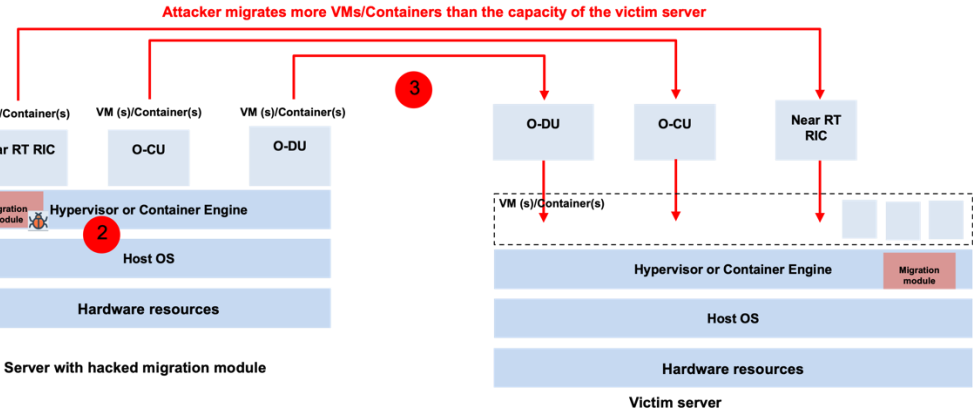 Attacker migrates more VMs/Containers than the capacity of the victim server
3
/Container(s)
VM (s)/Container(s)
VM (s)/Container(s)
O-DU
O-CU
Near RT
RIC
RT RIC
O-CU
O-DU
VM (s)/Container(s)
Hypervisor or Container Engine
2
Host OS
Hardware resources
Server with hacked migration module
Hypervisor or Container Engine
Migration
module
Host OS
Hardware resources
Victim server